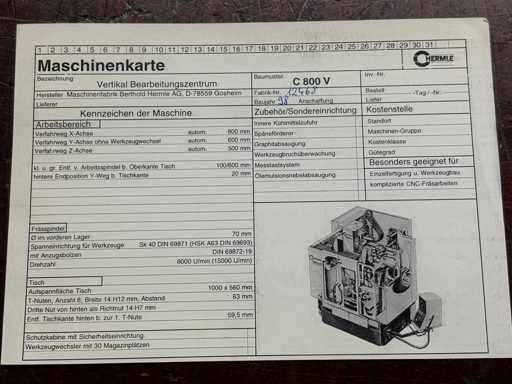 1 2 3 4 5 6 7 8 9 10 11 12 13 14 15 16 17 18 19 20 21 22 23 24 25 26 27 28 29 30 31
Maschinenkarte
HERMLE
Bezeichnung Vertikal Bearbeitungszentrum
Baumuster C 800 V
Inv.-Nr.
Hersteller Maschinenfabrik Berthold Hermle AG, D-78559 Gosheim
Fabrik-Nr. 12468
Bestell -Tag / -Nr.
Lieferer
Baujahr 98 Anschaffung
Liefer
Kennzeichen der Maschine
Zubehör/Sondereinrichtung
Kostenstelle
Arbeitsbereich
Verfahrweg X-Achse autom. 800 mm
Verfahrweg Y-Achse ohne Werkzeugwechsel autom. 600 mm
Verfahrweg Z-Achse autom. 500 mm
kl. u. gr. Entf. v. Arbeitsspindel b. Oberkante Tisch 100/600 mm
hintere Endposition Y-Weg b. Tischkante 20 mm
Innere Kühlmittelzufuhr
Späneförderer
Graphitabsaugung
Werkzeugbruchüberwachung
Messtastsystem
Ölemulsionsnebelabsaugung
Standort
Maschinen-Gruppe
Kostenklasse
Gütegrad
Besonders geeignet für
Einzelfertigung u. Werkzeugbau
komplizierte CNC-Fräsarbeiten
Frässpindel
Ø im vorderen Lager 70 mm
Spanneinrichtung für Werkzeuge Sk 40 DIN 69871 (HSK A63 DIN 69693)
mit Anzugsbolzen DIN 69872-19
Drehzahl: 8000 U/min (15000 U/min)
Tisch
Aufspannfläche Tisch 1000 x 560 mm
T-Nuten, Anzahl 8, Breite 14 H12 mm, Abstand 63 mm
Dritte Nut von hinten als Richtnut 14 H7 mm
Entf. Tischkante hinten b. zur 1. T-Nute 59,5 mm
Schutzkabine mit Sicherheitseinrichtung
Werkzeugwechsler mit 30 Magazinplätzen